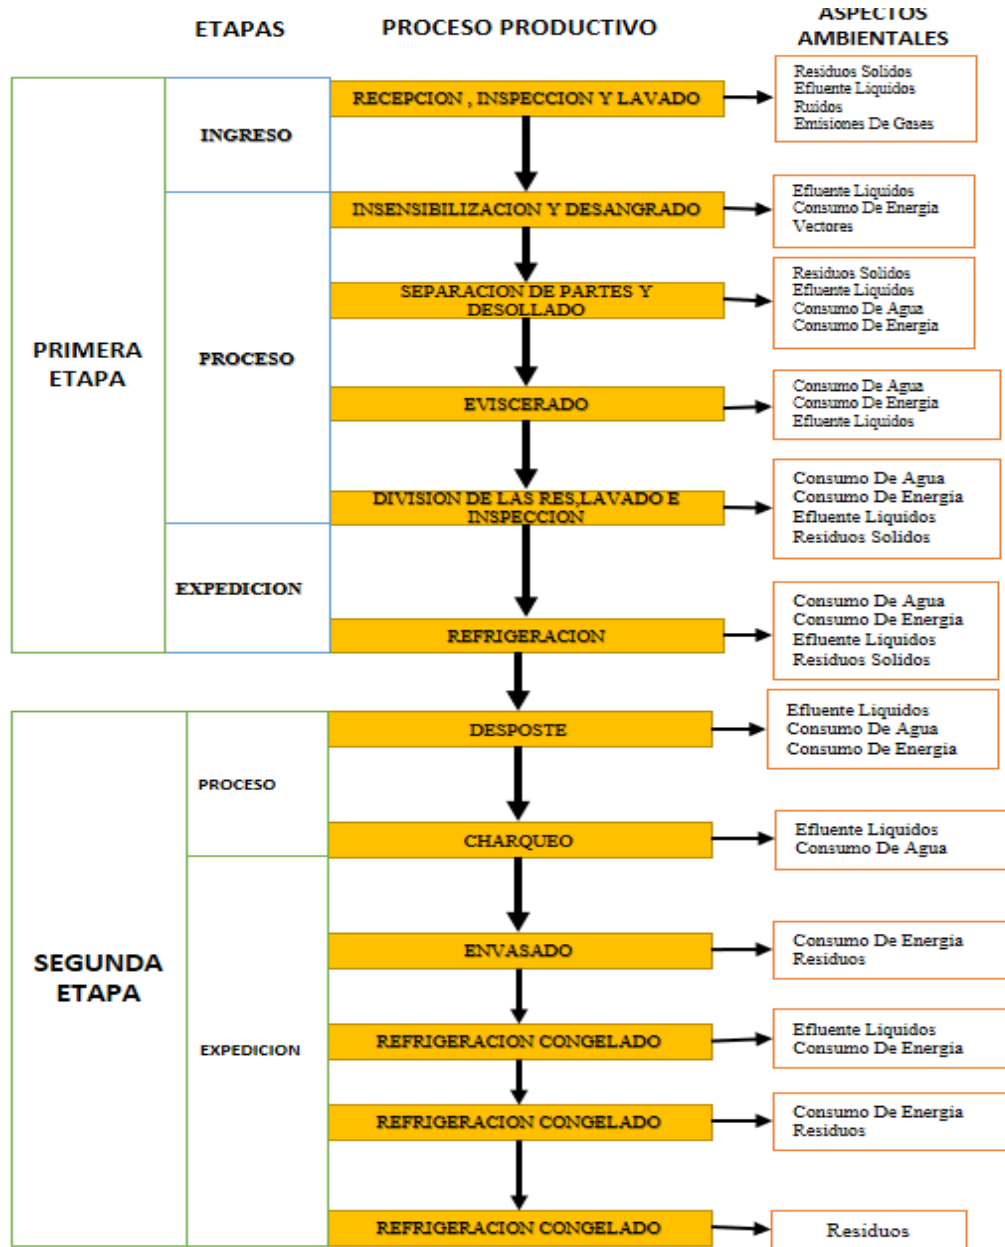 ETAPAS
PROCESO PRODUCTIVO
ASPECTOS
AMBIENTALES
PRIMERA
ETAPA
INGRESO
RECEPCION , INSPECCION Y LAVADO
Residuos Solidos
Efluente Liquidos
Ruidos
Emisiones De Gases
PROCESO
INSENSIBILIZACION Y DESANGRADO
Efluente Liquidos
Consumo De Energia
Vectores
SEPARACION DE PARTES Y
DESOLLADO
Residuos Solidos
Efluente Liquidos
Consumo De Agua
Consumo De Energia
EVISCERADO
Consumo De Agua
Consumo De Energia
Efluente Liquidos
DIVISION DE LAS RES,LAVADO E
INSPECCION
Consumo De Agua
Consumo De Energia
Efluente Liquidos
Residuos Solidos
EXPEDICION
REFRIGERACION
Consumo De Agua
Consumo De Energia
Efluente Liquidos
Residuos Solidos
SEGUNDA
ETAPA
PROCESO
DESPOSTE
Efluente Liquidos
Consumo De Agua
Consumo De Energia
CHARQUEO
Efluente Liquidos
Consumo De Agua
EXPEDICION
ENVASADO
Consumo De Energia
Residuos
REFRIGERACION CONGELADO
Efluente Liquidos
Consumo De Energia
REFRIGERACION CONGELADO
Consumo De Energia
Residuos
REFRIGERACION CONGELADO
Residuos